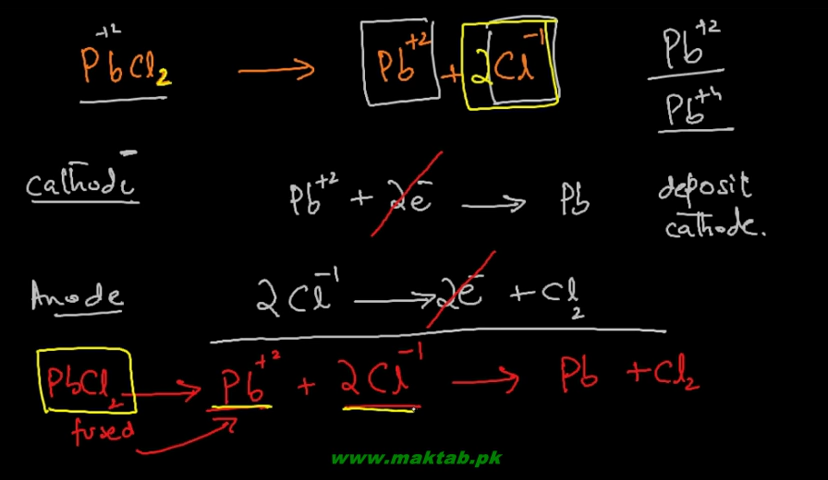 +2
PbCl₂ ⟶ Pb⁺² + 2Cl⁻¹
Pb⁺²
Pb⁺⁴
Cathode⁻
Pb⁺² + 2e⁻ ⟶ Pb
deposit
cathode.
Anode
2Cl⁻¹ ⟶ 2e⁻ + Cl₂
PbCl₂ ⟶ Pb⁺² + 2Cl⁻¹ ⟶ Pb + Cl₂
fused
www.maktab.pk